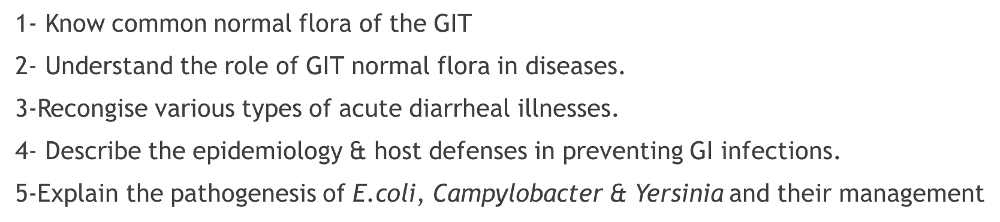 1- Know common normal flora of the GIT
2- Understand the role of GIT normal flora in diseases.
3-Recongise various types of acute diarrheal illnesses.
4- Describe the epidemiology & host defenses in preventing GI infections.
5-Explain the pathogenesis of E.coli, Campylobacter & Yersinia and their management